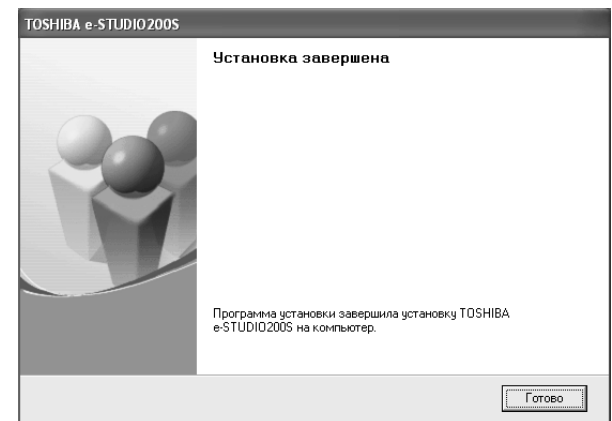 TOSHIBA e-STUDIO200S
Установка завершена
Программа установки завершила установку TOSHIBA
e-STUDIO200S на компьютер.
Готово